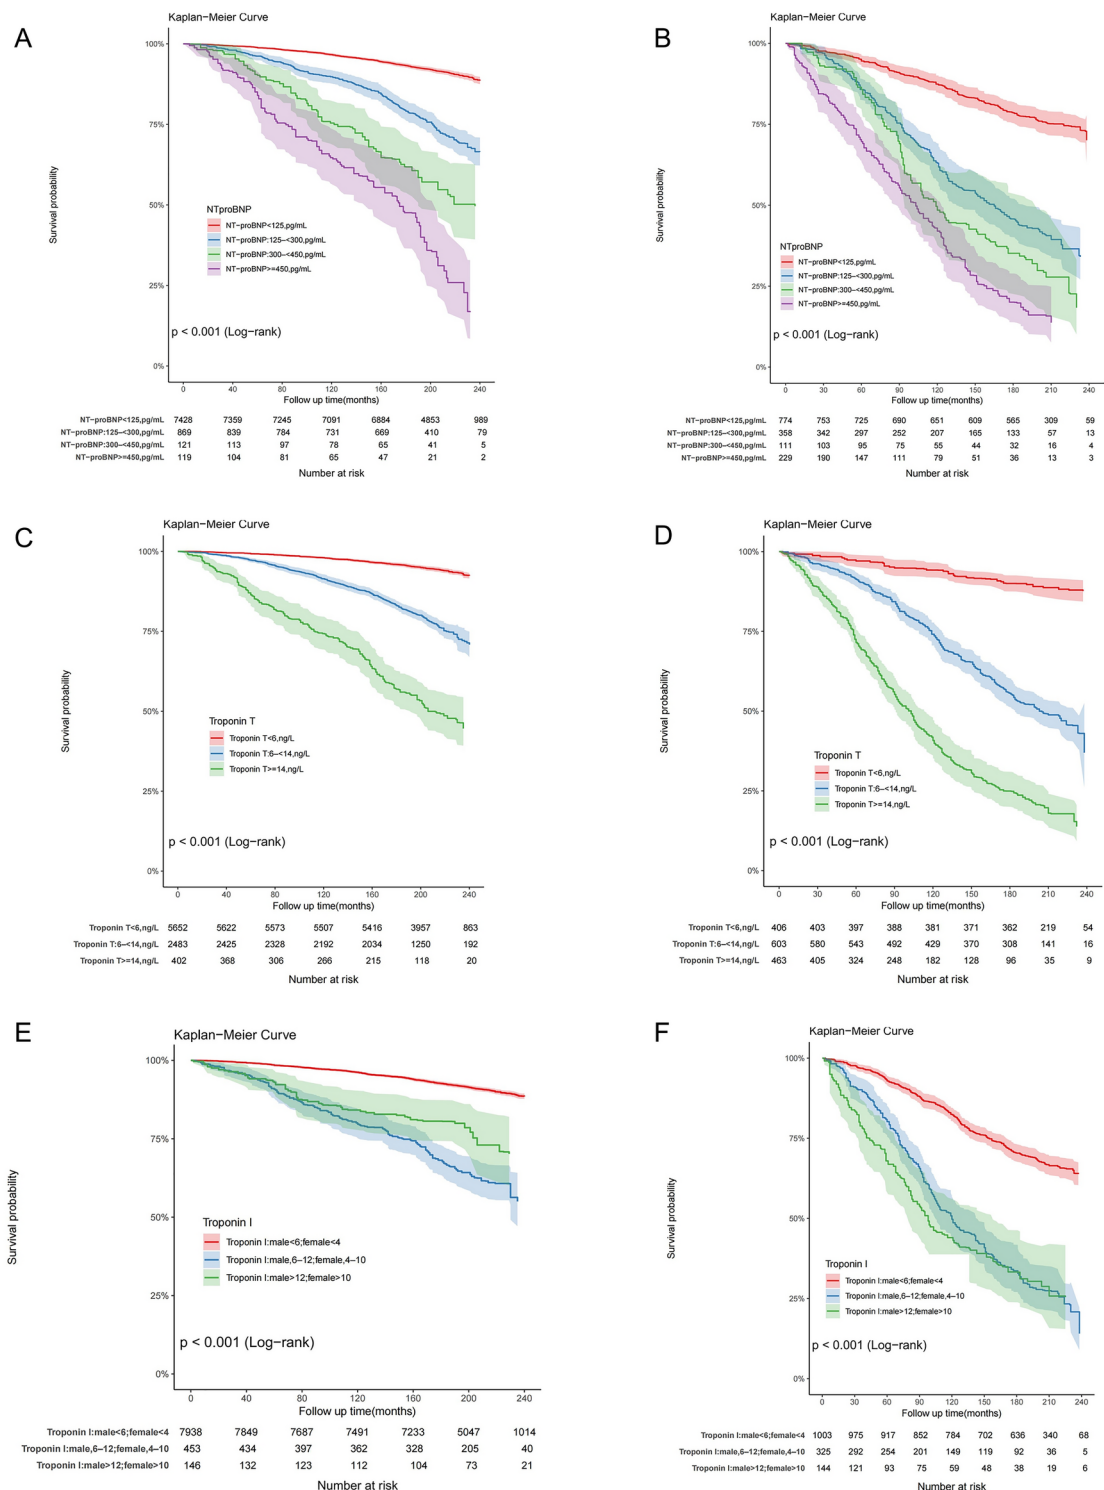 A
Kaplan−Meier Curve
100%
75%
50%
25%
0%
Survival probability
NTproBNP
NT−proBNP<125,pg/mL
NT−proBNP:125−<300,pg/mL
NT−proBNP:300−<450,pg/mL
NT−proBNP>=450,pg/mL
p < 0.001 (Log−rank)
0 40 80 120 160 200 240
Follow up time(months)
NT−proBNP<125,pg/mL 7428 7359 7245 7091 6884 4853 989
NT−proBNP:125−<300,pg/mL 869 839 784 731 669 410 79
NT−proBNP:300−<450,pg/mL 121 113 97 78 65 41 5
NT−proBNP>=450,pg/mL 119 104 81 65 47 21 2
Number at risk
B
Kaplan−Meier Curve
100%
75%
50%
25%
0%
Survival probability
NTproBNP
NT−proBNP<125,pg/mL
NT−proBNP:125−<300,pg/mL
NT−proBNP:300−<450,pg/mL
NT−proBNP>=450,pg/mL
p < 0.001 (Log−rank)
0 30 60 90 120 150 180 210 240
Follow up time(months)
NT−proBNP<125,pg/mL 774 753 725 690 651 609 565 309 59
NT−proBNP:125−<300,pg/mL 358 342 297 252 207 165 133 57 13
NT−proBNP:300−<450,pg/mL 111 103 95 75 55 44 32 16 4
NT−proBNP>=450,pg/mL 229 190 147 111 79 51 36 13 3
Number at risk
C
Kaplan−Meier Curve
100%
75%
50%
25%
0%
Survival probability
Troponin T
Troponin T<6,ng/L
Troponin T:6−<14,ng/L
Troponin T>=14,ng/L
p < 0.001 (Log−rank)
0 40 80 120 160 200 240
Follow up time(months)
Troponin T<6,ng/L 5652 5622 5573 5507 5416 3957 863
Troponin T:6−<14,ng/L 2483 2425 2328 2192 2034 1250 192
Troponin T>=14,ng/L 402 368 306 266 215 118 20
Number at risk
D
Kaplan−Meier Curve
100%
75%
50%
25%
0%
Survival probability
Troponin T
Troponin T<6,ng/L
Troponin T:6−<14,ng/L
Troponin T>=14,ng/L
p < 0.001 (Log−rank)
0 30 60 90 120 150 180 210 240
Follow up time(months)
Troponin T<6,ng/L 406 403 397 388 381 371 362 219 54
Troponin T:6−<14,ng/L 603 580 543 492 429 370 308 141 16
Troponin T>=14,ng/L 463 405 324 248 182 128 96 35 9
Number at risk
E
Kaplan−Meier Curve
100%
75%
50%
25%
0%
Survival probability
Troponin I
Troponin I:male<6;female<4
Troponin I:male,6−12;female,4−10
Troponin I:male>12;female>10
p < 0.001 (Log−rank)
0 40 80 120 160 200 240
Follow up time(months)
Troponin I:male<6;female<4 7938 7849 7687 7491 7233 5047 1014
Troponin I:male,6−12;female,4−10 453 434 397 362 328 205 40
Troponin I:male>12;female>10 146 132 123 112 104 73 21
Number at risk
F
Kaplan−Meier Curve
100%
75%
50%
25%
0%
Survival probability
Troponin I
Troponin I:male<6;female<4
Troponin I:male,6−12;female,4−10
Troponin I:male>12;female>10
p < 0.001 (Log−rank)
0 30 60 90 120 150 180 210 240
Follow up time(months)
Troponin I:male<6;female<4 1003 975 917 852 784 702 636 340 68
Troponin I:male,6−12;female,4−10 325 292 254 201 149 119 92 36 5
Troponin I:male>12;female>10 144 121 93 75 59 48 38 19 6
Number at risk